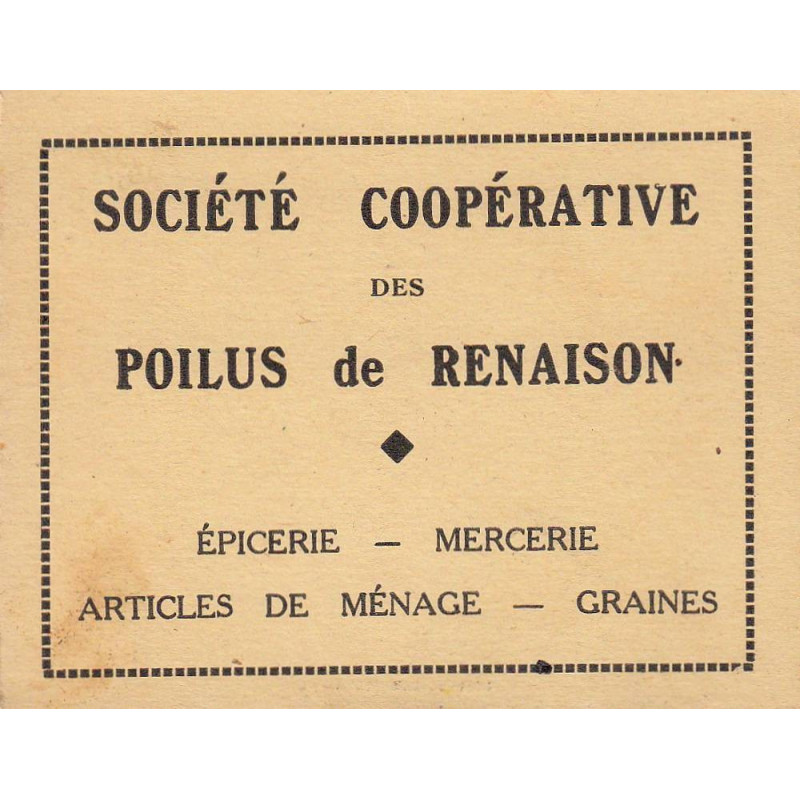 SOCIÉTÉ COOPÉRATIVE
DES
POILUS de RENAISON
ÉPICERIE — MERCERIE
ARTICLES DE MÉNAGE — GRAINES